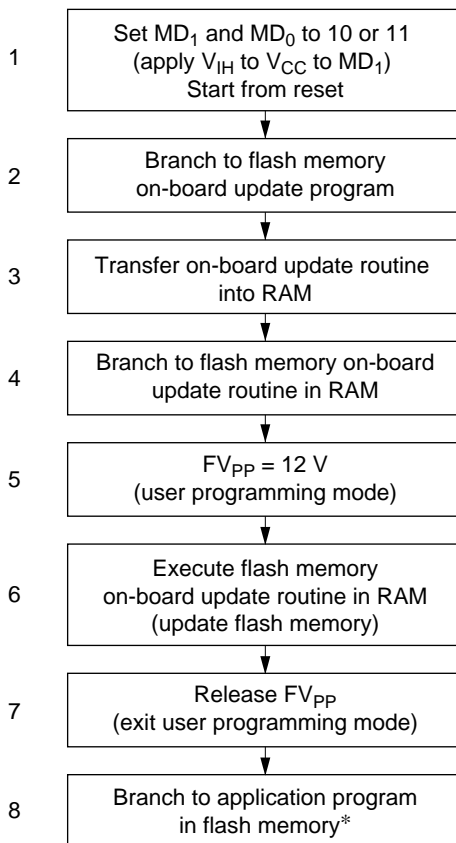 1
Set MD₁ and MD₀ to 10 or 11
(apply V_IH to V_CC to MD₁)
Start from reset
2
Branch to flash memory
on-board update program
3
Transfer on-board update routine
into RAM
4
Branch to flash memory on-board
update routine in RAM
5
FV_PP = 12 V
(user programming mode)
6
Execute flash memory
on-board update routine in RAM
(update flash memory)
7
Release FV_PP
(exit user programming mode)
8
Branch to application program
in flash memory*